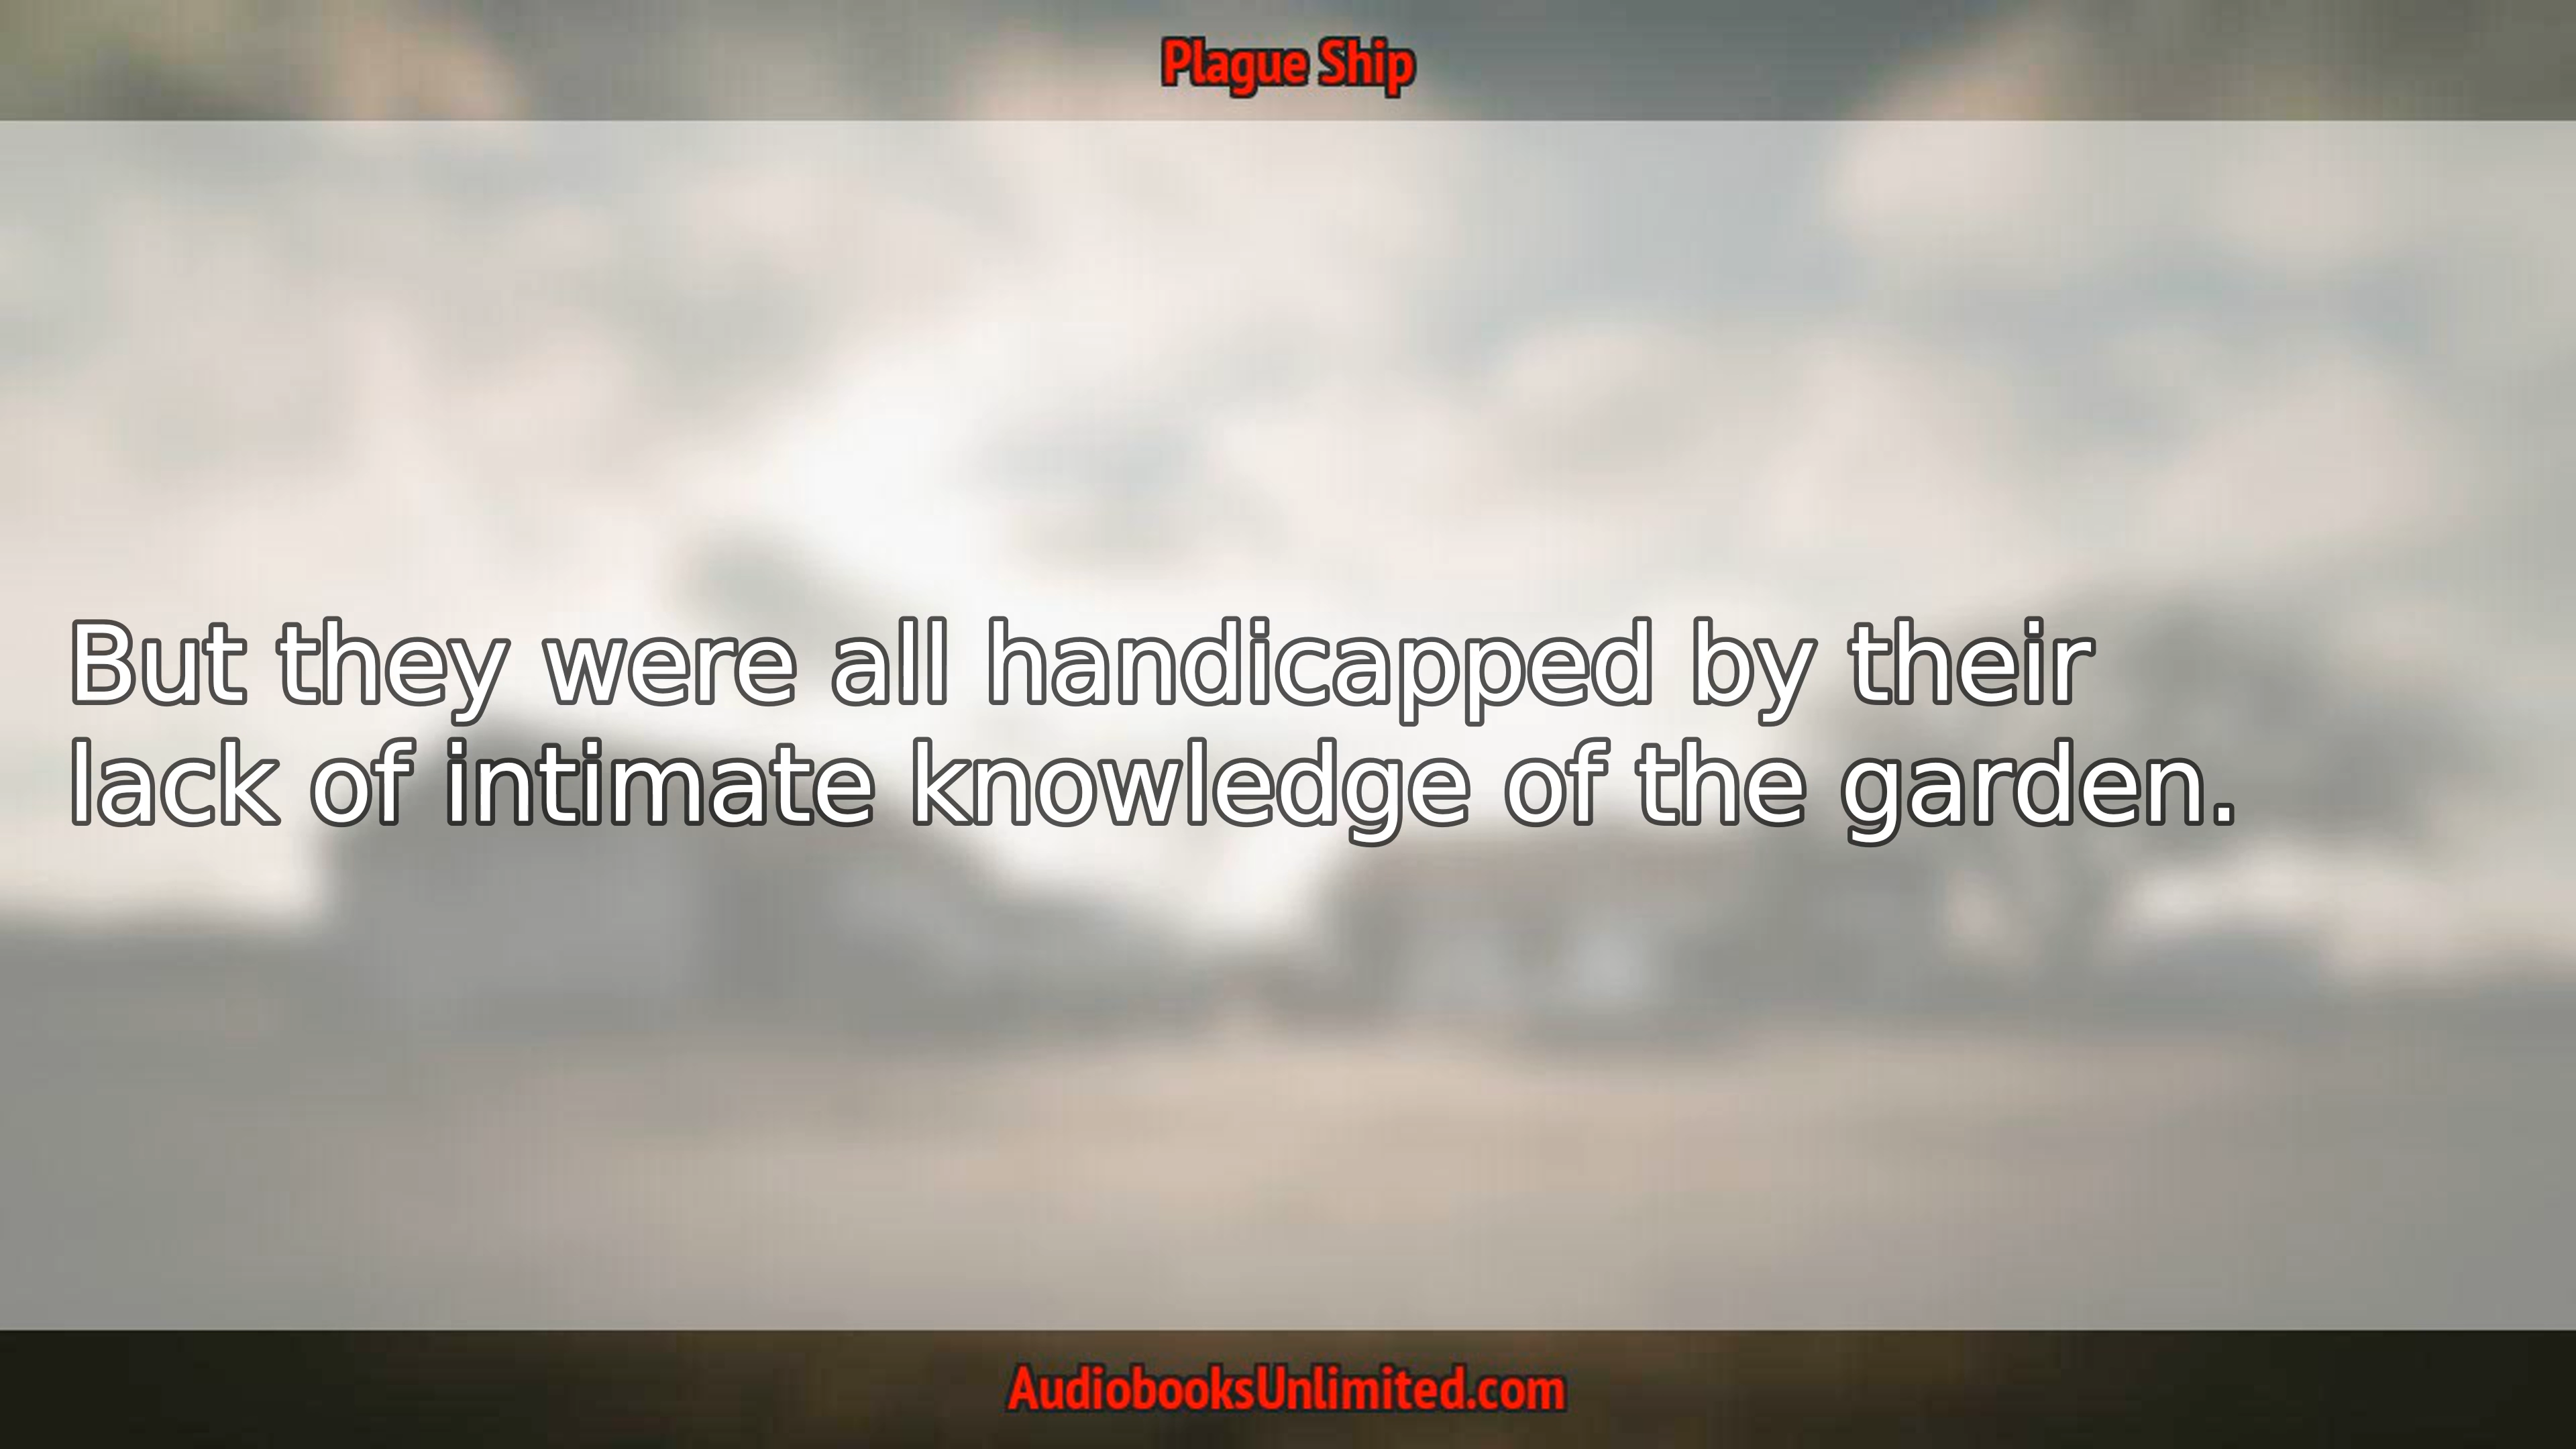 Plague Ship
But they were all handicapped by their
lack of intimate knowledge of the garden.
AudiobooksUnlimited.com